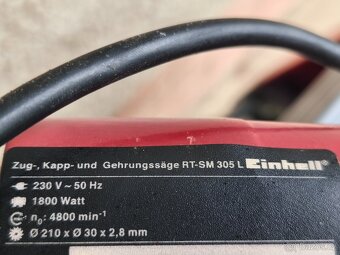 Zug-, Kapp- und Gehrungssäge RT-SM 305 L Einhell
230 V ~ 50 Hz
1800 Watt
n₀: 4800 min⁻¹
Ø 210 x Ø 30 x 2,8 mm